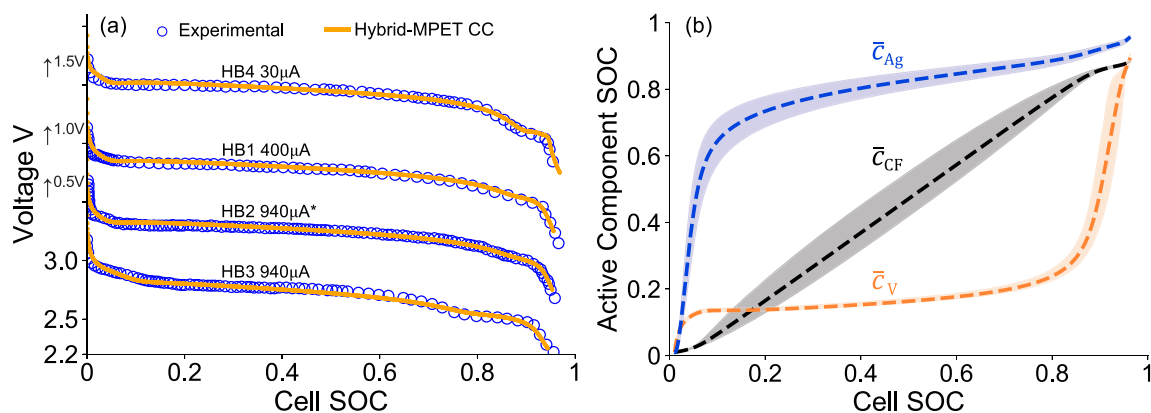 (a) Experimental Hybrid-MPET CC
↑1.5V
HB4 30μA
↑1.0V
HB1 400μA
↑0.5V
HB2 940μA*
3.0
HB3 940μA
2.5
2.2
Voltage V
0 0.2 0.4 0.6 0.8 1
Cell SOC
(b)
1
0.8
0.6
0.4
0.2
0
Active Component SOC
c̅Ag
c̅CF
c̅V
0.2 0.4 0.6 0.8 1
Cell SOC